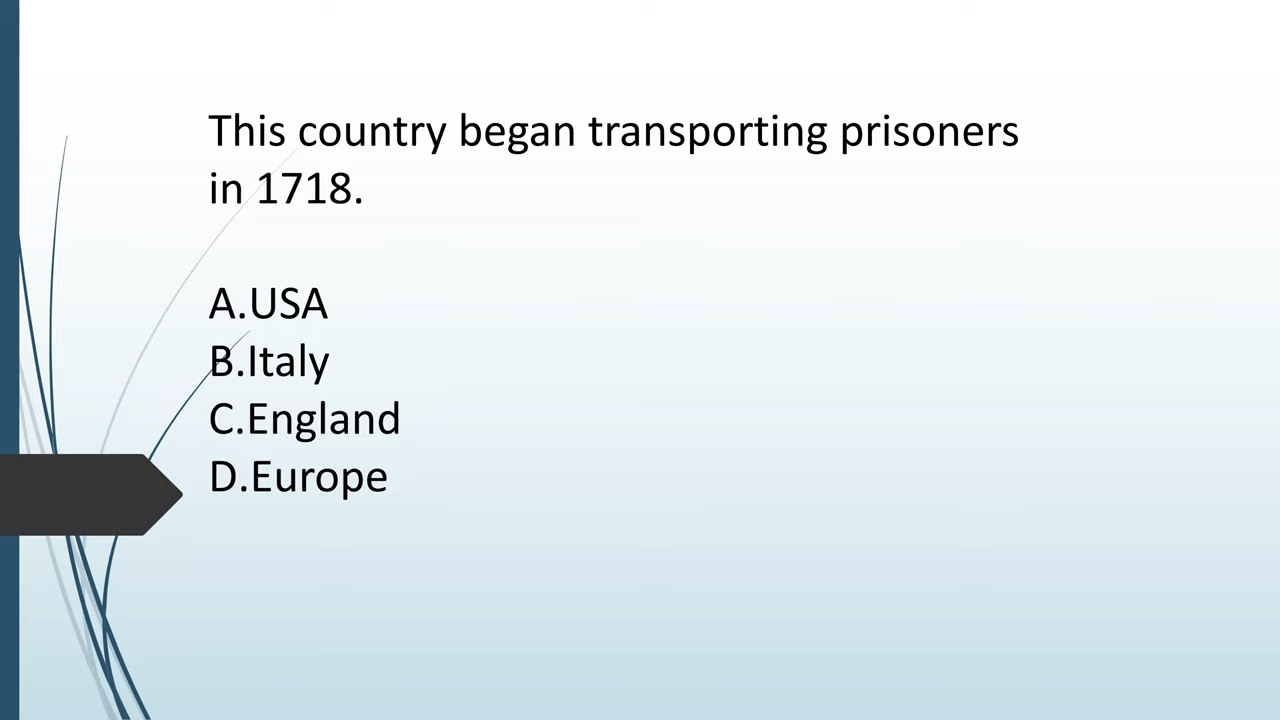 This country began transporting prisoners
in 1718.
A.USA
B.Italy
C.England
D.Europe